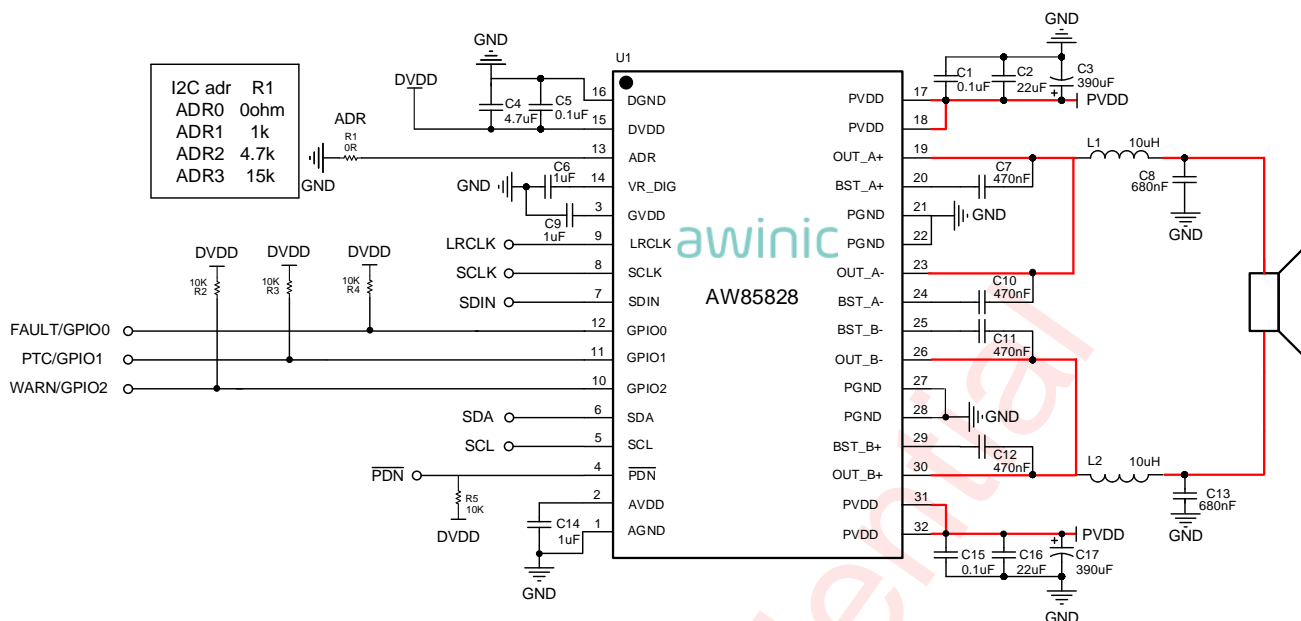 I2C adr R1
ADR0 0ohm
ADR1 1k
ADR2 4.7k
ADR3 15k
GND
DVDD
C4
4.7uF
C5
0.1uF
ADR
R1
0R
GND
GND
C6
1uF
C9
1uF
LRCLK
SCLK
SDIN
DVDD
DVDD
DVDD
10K
R2
10K
R3
10K
R4
FAULT/GPIO0
PTC/GPIO1
WARN/GPIO2
SDA
SCL
PDN
R5
10K
DVDD
C14
1uF
GND
U1
16 DGND
15 DVDD
13 ADR
14 VR_DIG
3 GVDD
9 LRCLK
8 SCLK
7 SDIN
12 GPIO0
11 GPIO1
10 GPIO2
6 SDA
5 SCL
4 PDN
2 AVDD
1 AGND
awinic
AW85828
PVDD 17
PVDD 18
OUT_A+ 19
BST_A+ 20
PGND 21
PGND 22
OUT_A- 23
BST_A- 24
BST_B- 25
OUT_B- 26
PGND 27
PGND 28
BST_B+ 29
OUT_B+ 30
PVDD 31
PVDD 32
GND
C1
0.1uF
C2
22uF
C3
390uF
+
PVDD
L1 10uH
C7
470nF
C8
680nF
GND
GND
C10
470nF
C11
470nF
GND
C12
470nF
L2 10uH
C13
680nF
GND
PVDD
+
C15
0.1uF
C16
22uF
C17
390uF
GND
ential